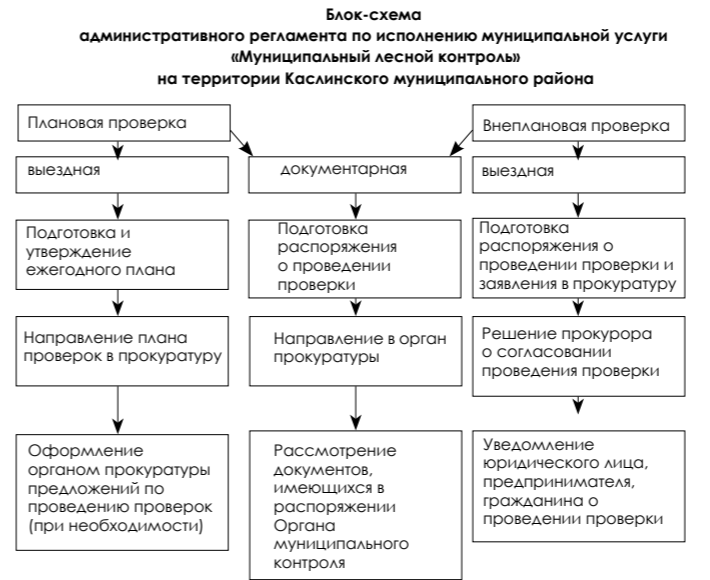 Блок-схема
административного регламента по исполнению муниципальной услуги
«Муниципальный лесной контроль»
на территории Каслинского муниципального района
Плановая проверка
Внеплановая проверка
выездная
документарная
выездная
Подготовка и
утверждение
ежегодного плана
Подготовка
распоряжения
о проведении
проверки
Подготовка
распоряжения о
проведении проверки и
заявления в прокуратуру
Направление плана
проверок в прокуратуру
Направление в орган
прокуратуры
Решение прокурора
о согласовании
проведения проверки
Оформление
органом прокуратуры
предложений по
проведению проверок
(при необходимости)
Рассмотрение
документов,
имеющихся в
распоряжении
Органа
муниципального
контроля
Уведомление
юридического лица,
предпринимателя,
гражданина о
проведении проверки